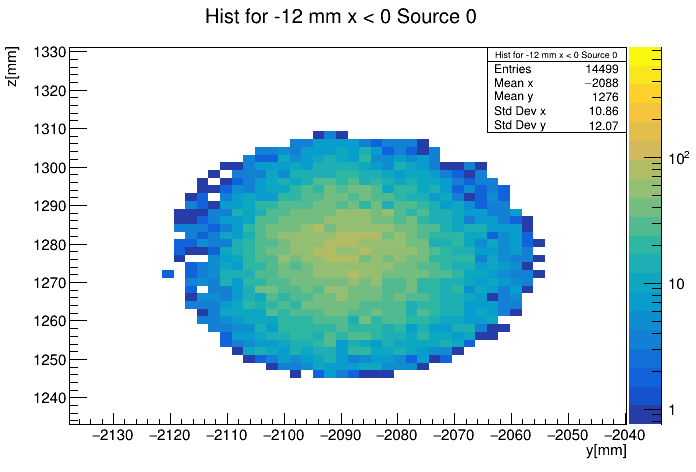 Hist for -12 mm x < 0 Source 0
z[mm]
1330
1320
1310
1300
1290
1280
1270
1260
1250
1240
Hist for -12 mm x < 0 Source 0
Entries 14499
Mean x −2088
Mean y 1276
Std Dev x 10.86
Std Dev y 12.07
10²
10
1
−2130 −2120 −2110 −2100 −2090 −2080 −2070 −2060 −2050 −2040
y[mm]